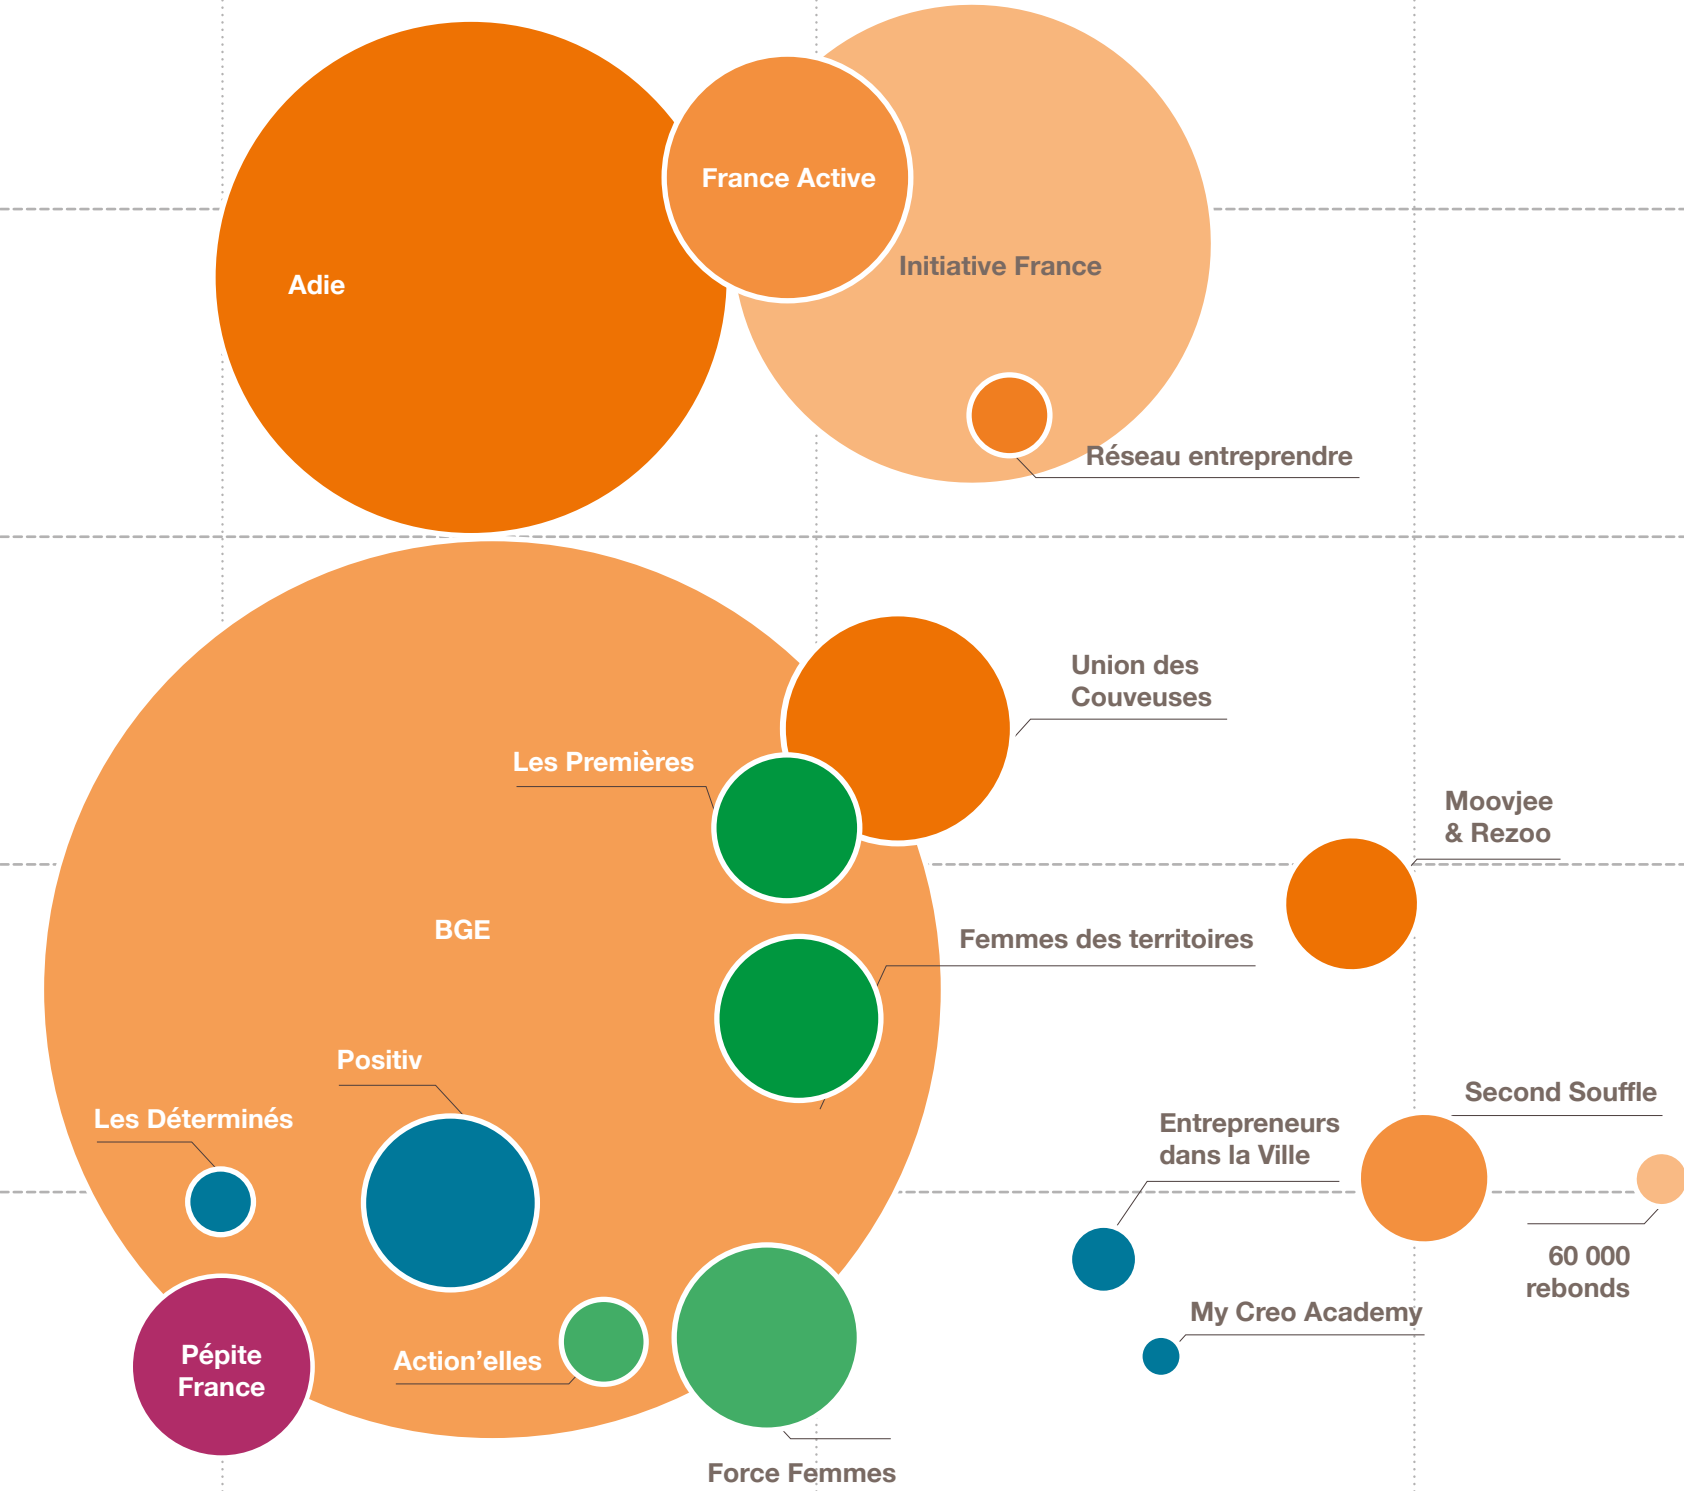 France Active
Initiative France
Adie
Réseau entreprendre
Union des
Couveuses
Les Premières
Moovjee
& Rezoo
BGE
Femmes des territoires
Positiv
Les Déterminés
Second Souffle
Entrepreneurs
dans la Ville
60 000
rebonds
My Creo Academy
Pépite
France
Action’elles
Force Femmes